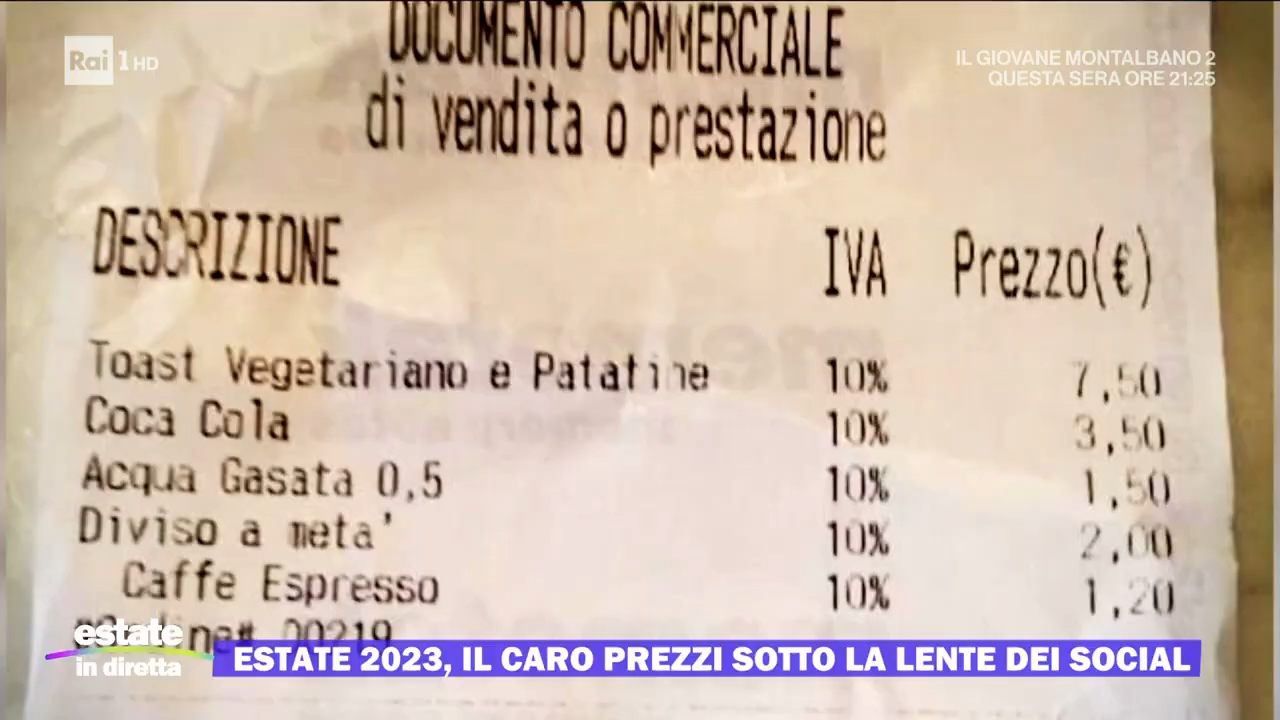 Rai 1 HD
IL GIOVANE MONTALBANO 2
QUESTA SERA ORE 21:25
DOCUMENTO COMMERCIALE
di vendita o prestazione
DESCRIZIONE IVA Prezzo(€)
Toast Vegetariano e Patatine 10% 7,50
Coca Cola 10% 3,50
Acqua Gasata 0,5 10% 1,50
Diviso a meta' 10% 2,00
Caffe Espresso 10% 1,20
00219
estate
in diretta
ESTATE 2023, IL CARO PREZZI SOTTO LA LENTE DEI SOCIAL